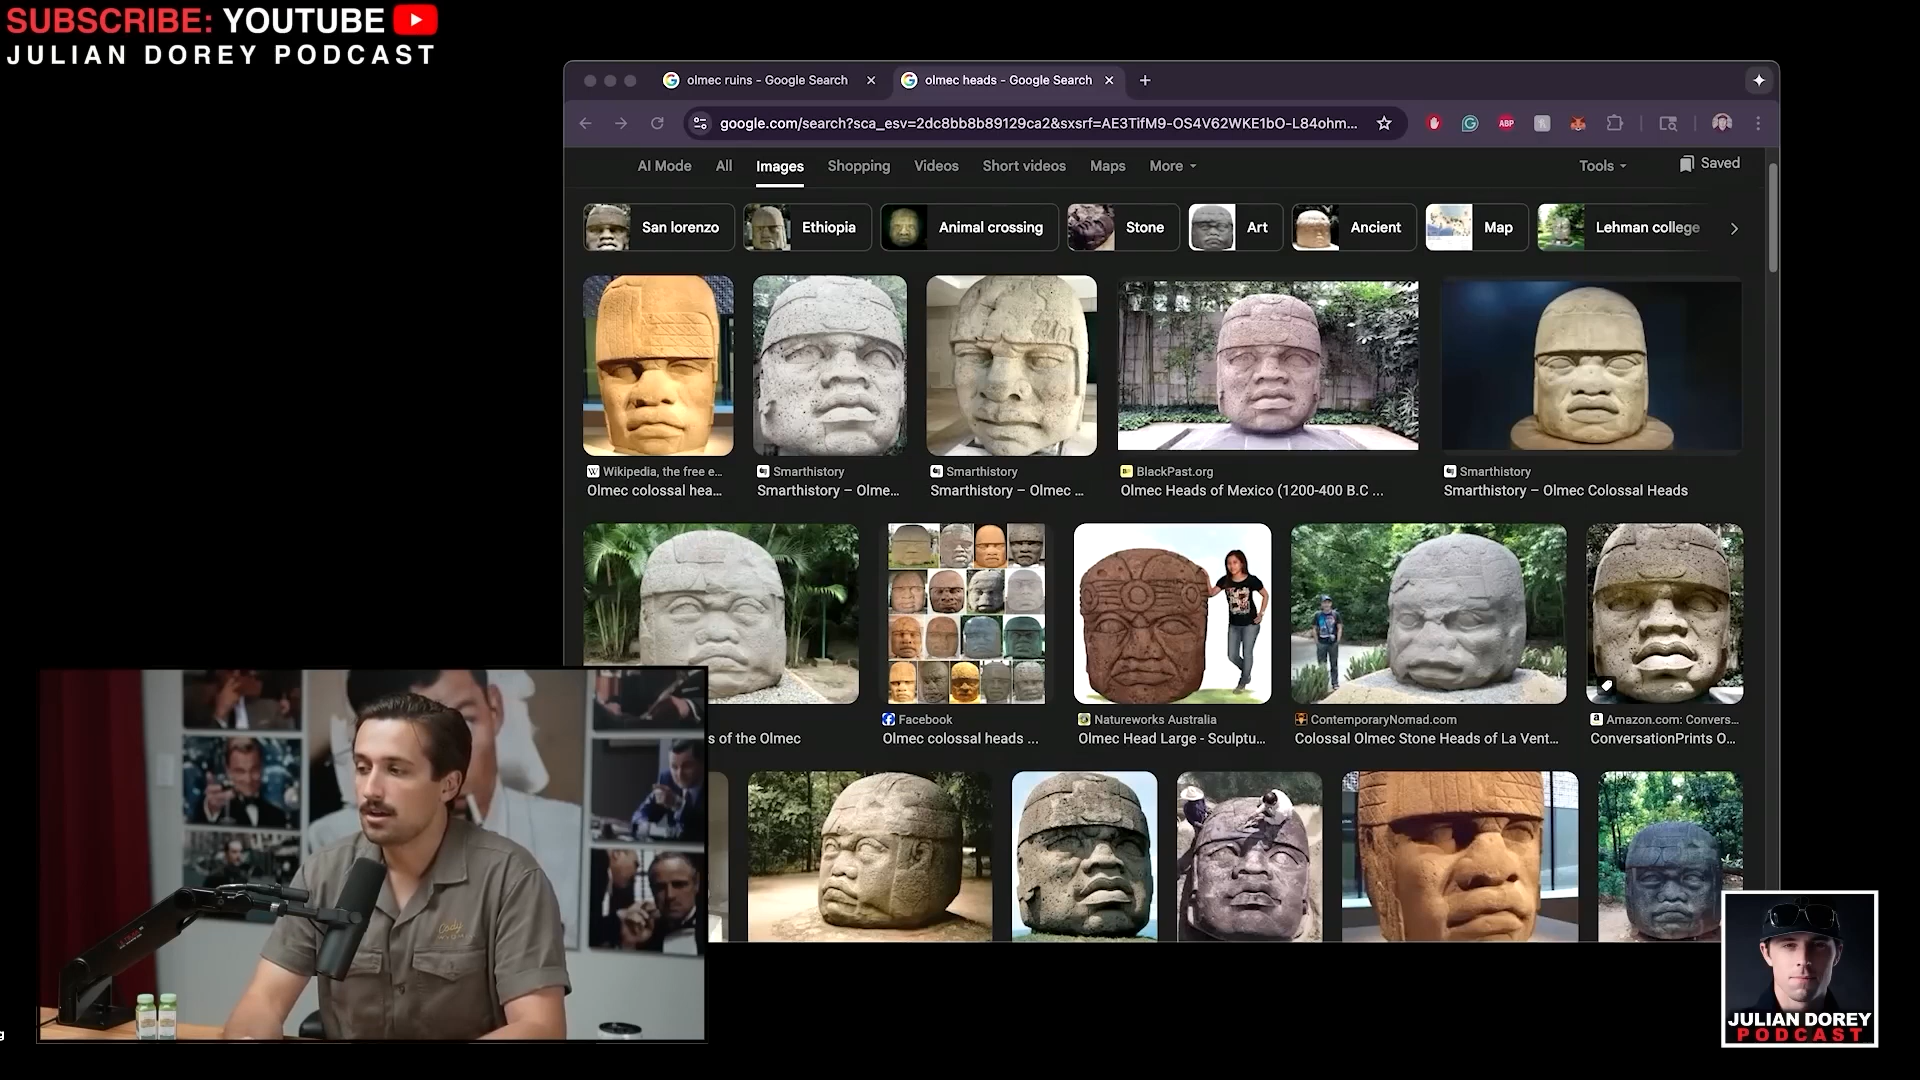 SUBSCRIBE: YOUTUBE
JULIAN DOREY PODCAST
olmec ruins - Google Search
olmec heads - Google Search
google.com/search?sca_esv=2dc8bb8b89129ca2&sxsrf=AE3TifM9-OS4V62WKE1bO-L84ohm...
ABP
AI Mode
All
Images
Shopping
Videos
Short videos
Maps
More
Tools
Saved
San lorenzo
Ethiopia
Animal crossing
Stone
Art
Ancient
Map
Lehman college
Wikipedia, the free e...
Olmec colossal hea...
Smarthistory
Smarthistory – Olme...
Smarthistory
Smarthistory – Olmec ...
BlackPast.org
Olmec Heads of Mexico (1200-400 B.C ...
Smarthistory
Smarthistory – Olmec Colossal Heads
s of the Olmec
Facebook
Olmec colossal heads ...
Natureworks Australia
Olmec Head Large - Sculptu...
ContemporaryNomad.com
Colossal Olmec Stone Heads of La Vent...
Amazon.com: Convers...
ConversationPrints O...
Cody
g
JULIAN DOREY
PODCAST